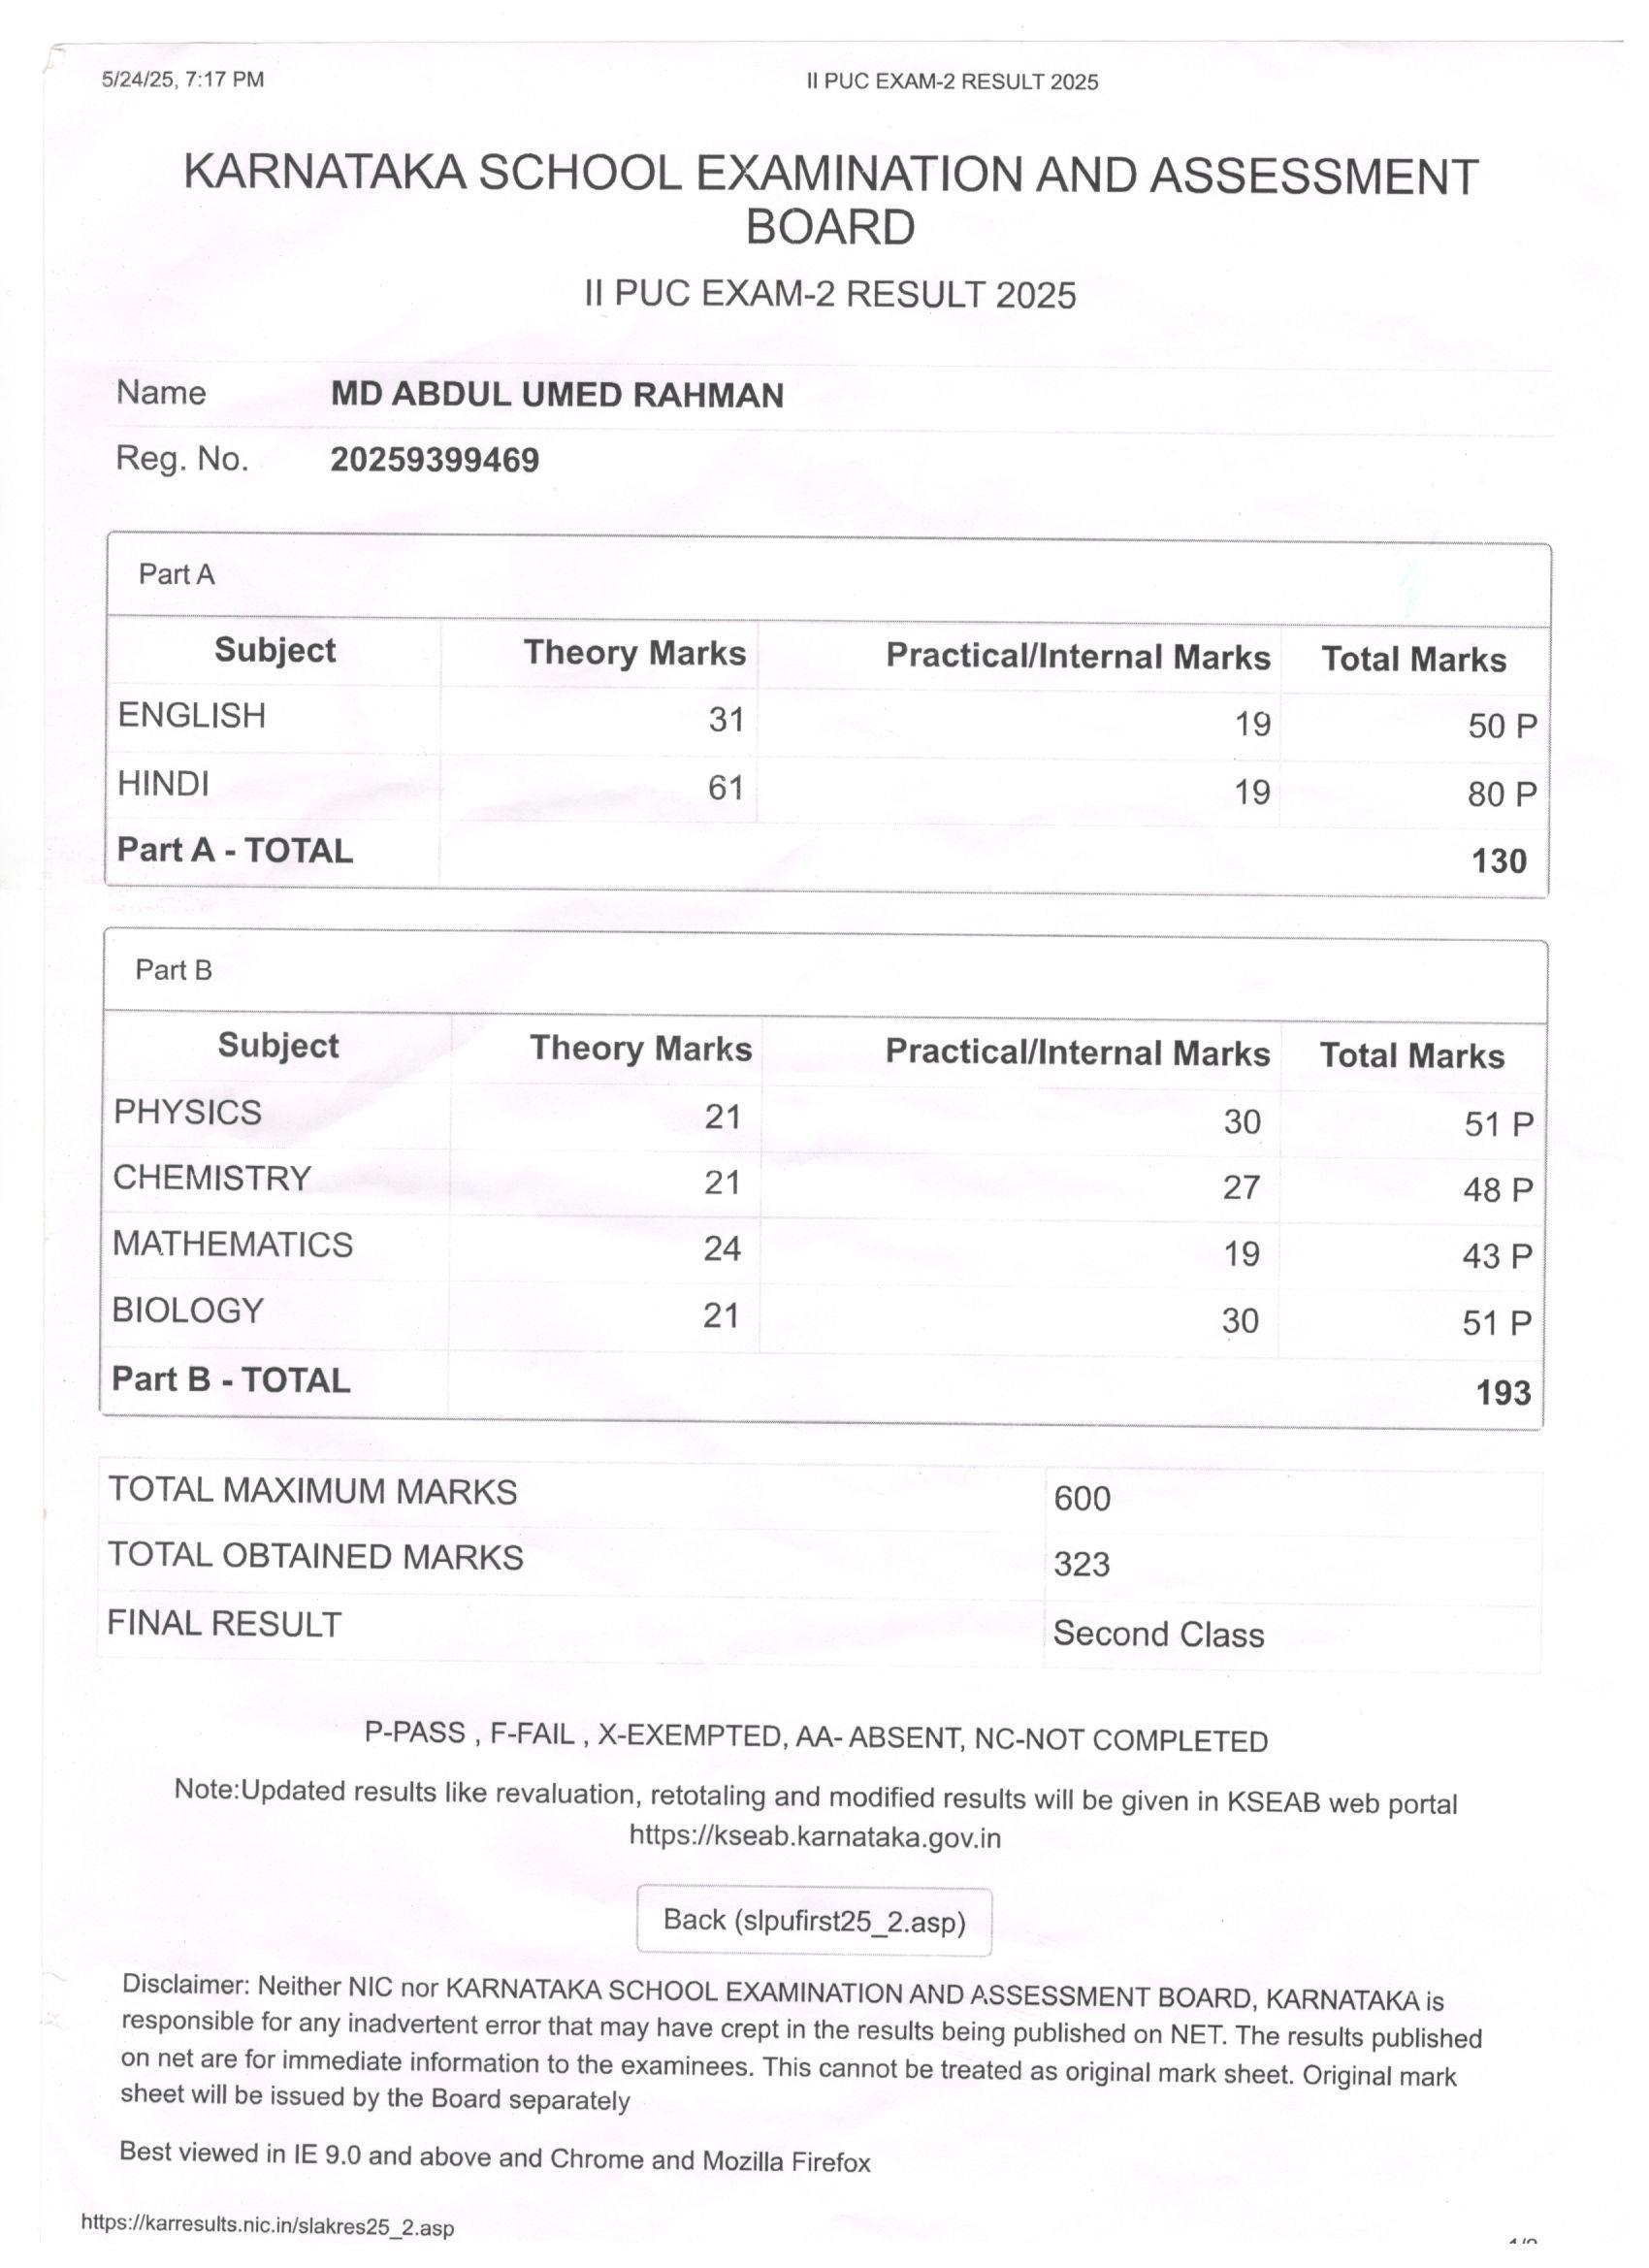 5/24/25, 7:17 PM II PUC EXAM-2 RESULT 2025
KARNATAKA SCHOOL EXAMINATION AND ASSESSMENT
BOARD
II PUC EXAM-2 RESULT 2025
Name MD ABDUL UMED RAHMAN
Reg. No. 20259399469
Part A
Subject Theory Marks Practical/Internal Marks Total Marks
ENGLISH 31 19 50 P
HINDI 61 19 80 P
Part A - TOTAL 130
Part B
Subject Theory Marks Practical/Internal Marks Total Marks
PHYSICS 21 30 51 P
CHEMISTRY 21 27 48 P
MATHEMATICS 24 19 43 P
BIOLOGY 21 30 51 P
Part B - TOTAL 193
TOTAL MAXIMUM MARKS 600
TOTAL OBTAINED MARKS 323
FINAL RESULT Second Class
P-PASS , F-FAIL , X-EXEMPTED, AA- ABSENT, NC-NOT COMPLETED
Note:Updated results like revaluation, retotaling and modified results will be given in KSEAB web portal
https://kseab.karnataka.gov.in
Back (slpufirst25_2.asp)
Disclaimer: Neither NIC nor KARNATAKA SCHOOL EXAMINATION AND ASSESSMENT BOARD, KARNATAKA is
responsible for any inadvertent error that may have crept in the results being published on NET. The results published
on net are for immediate information to the examinees. This cannot be treated as original mark sheet. Original mark
sheet will be issued by the Board separately
Best viewed in IE 9.0 and above and Chrome and Mozilla Firefox
https://karresults.nic.in/slakres25_2.asp